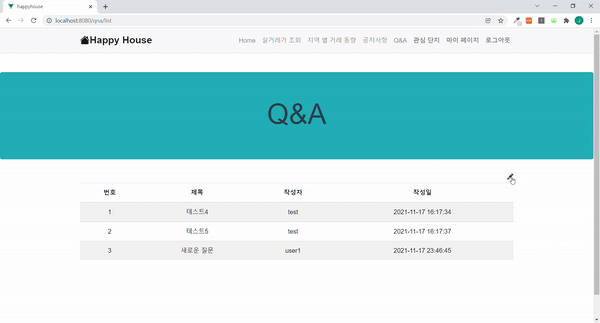 happyhouse
localhost:8080/qna/list
Happy House
Home 실거래가 조회 지역 별 거래 동향 공지사항 Q&A 관심 단지 마이 페이지 로그아웃
Q&A
번호 제목 작성자 작성일
1 테스트4 test 2021-11-17 16:17:34
2 테스트5 test 2021-11-17 16:17:37
3 새로운 질문 user1 2021-11-17 23:46:45